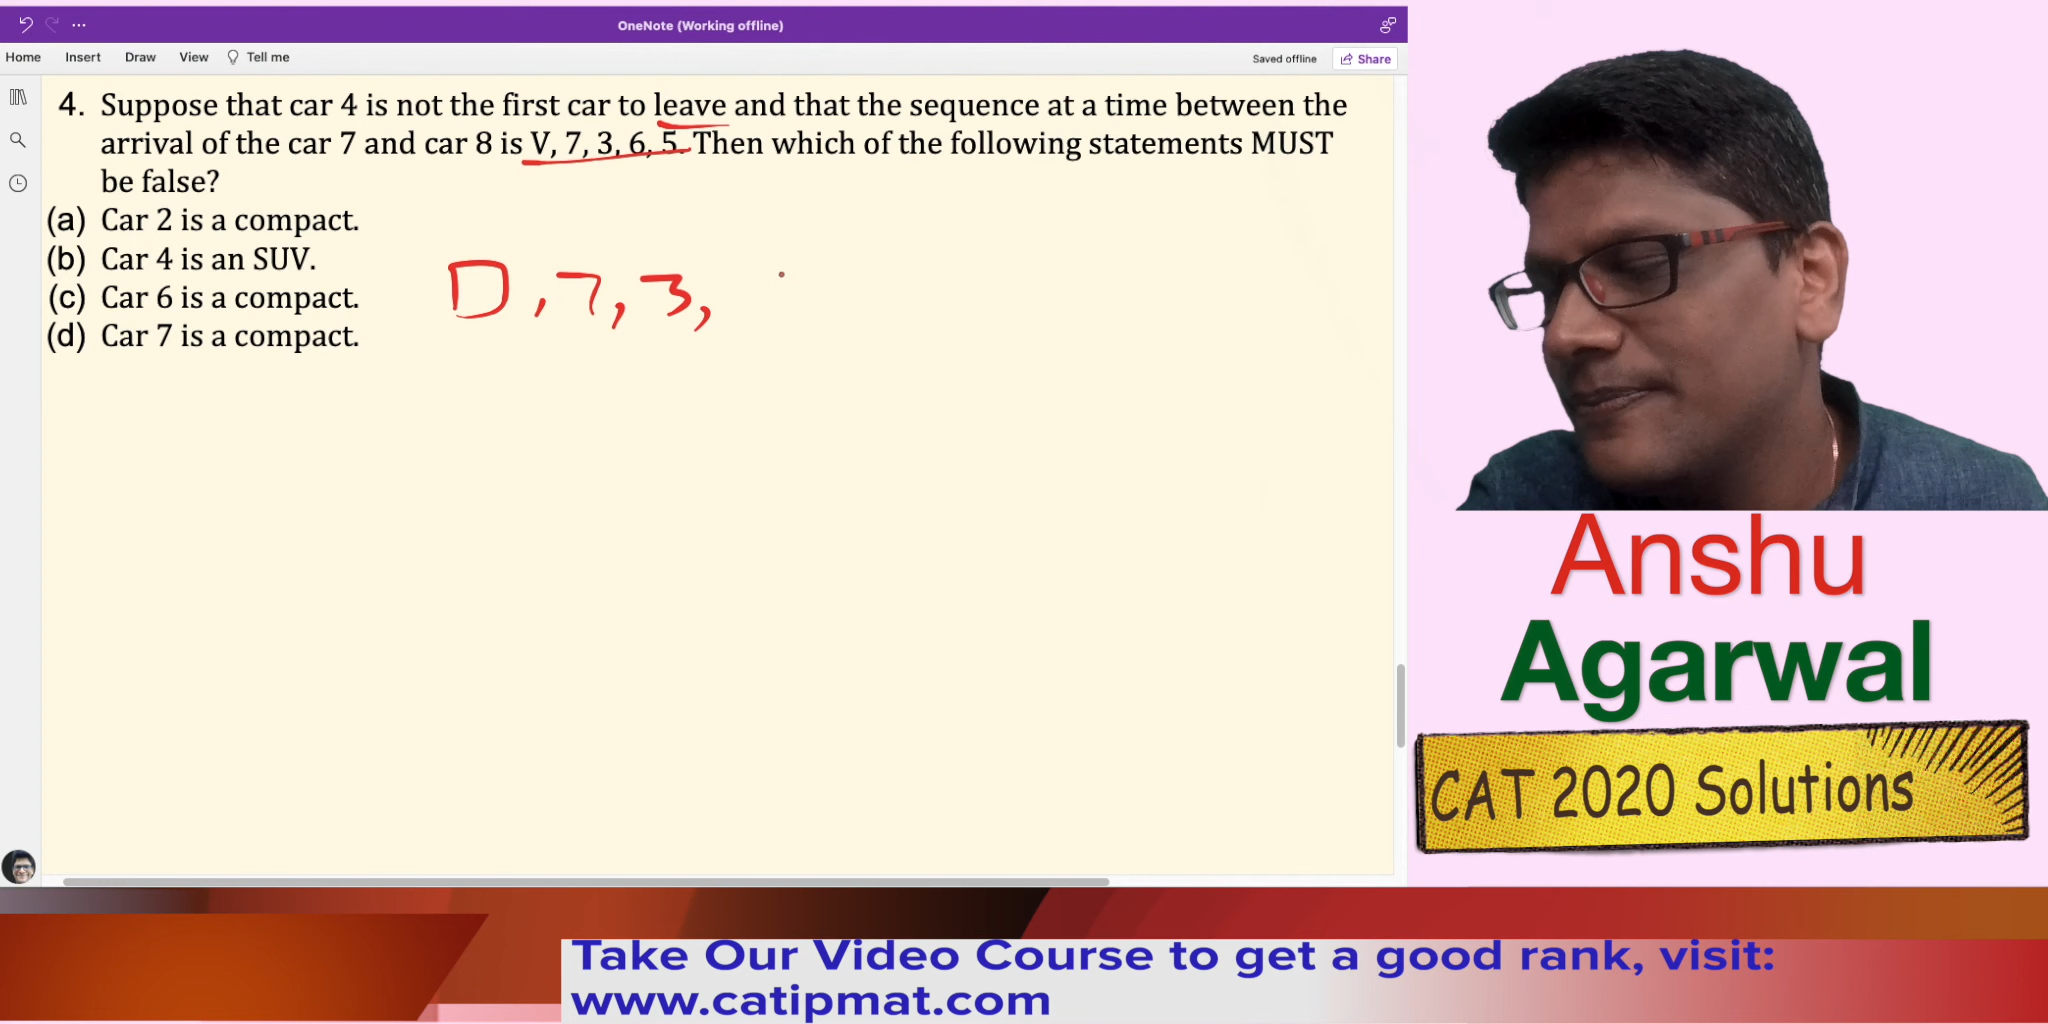 OneNote (Working offline)
Home Insert Draw View Tell me
Saved offline Share
4. Suppose that car 4 is not the first car to leave and that the sequence at a time between the
arrival of the car 7 and car 8 is V, 7, 3, 6, 5. Then which of the following statements MUST
be false?
(a) Car 2 is a compact.
(b) Car 4 is an SUV.
(c) Car 6 is a compact.
(d) Car 7 is a compact.
, 7, 3,
Anshu
Agarwal
CAT 2020 Solutions
Take Our Video Course to get a good rank, visit:
www.catipmat.com